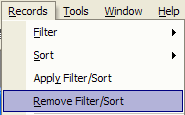 Records Tools Window Help
Filter
Sort
Apply Filter/Sort
Remove Filter/Sort